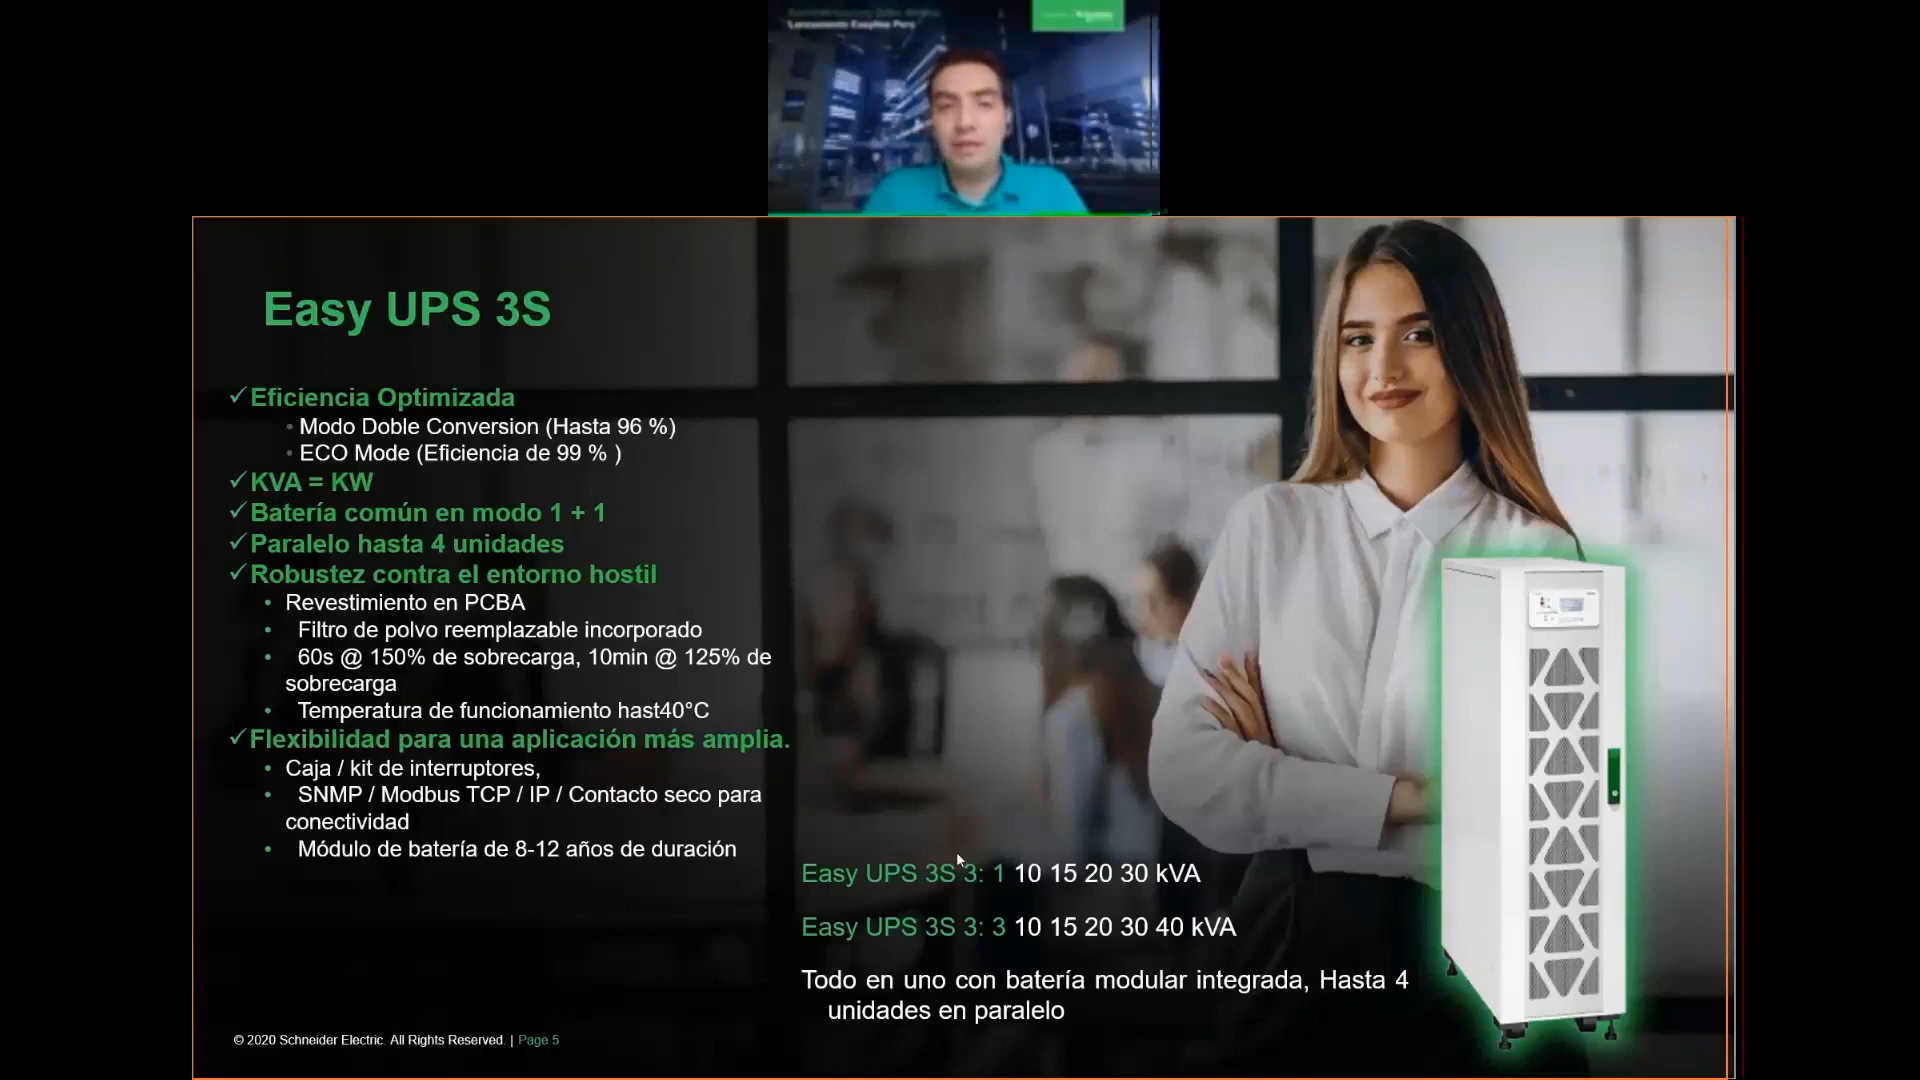 Lanzamiento Easyline Perú
Easy UPS 3S
✓Eficiencia Optimizada
• Modo Doble Conversion (Hasta 96 %)
• ECO Mode (Eficiencia de 99 % )
✓KVA = KW
✓Batería común en modo 1 + 1
✓Paralelo hasta 4 unidades
✓Robustez contra el entorno hostil
• Revestimiento en PCBA
• Filtro de polvo reemplazable incorporado
• 60s @ 150% de sobrecarga, 10min @ 125% de
sobrecarga
• Temperatura de funcionamiento hast40°C
✓Flexibilidad para una aplicación más amplia.
• Caja / kit de interruptores,
• SNMP / Modbus TCP / IP / Contacto seco para
conectividad
• Módulo de batería de 8-12 años de duración
Easy UPS 3S 3: 1 10 15 20 30 kVA
Easy UPS 3S 3: 3 10 15 20 30 40 kVA
Todo en uno con batería modular integrada, Hasta 4
unidades en paralelo
© 2020 Schneider Electric. All Rights Reserved. | Page 5